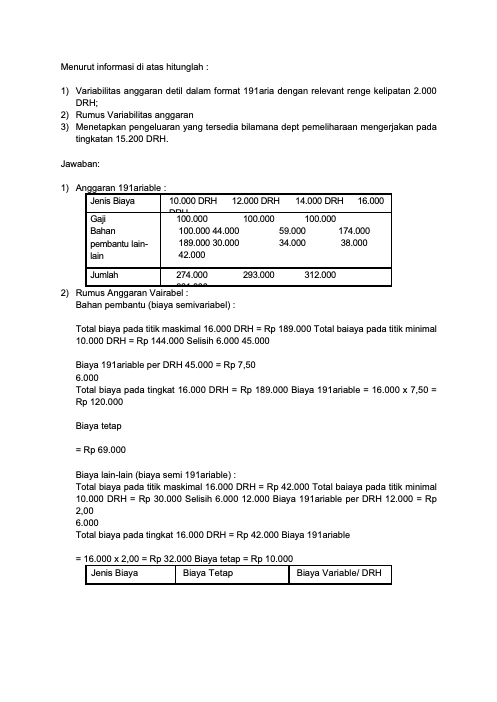 Menurut informasi di atas hitunglah :
1) Variabilitas anggaran detil dalam format 191aria dengan relevant renge kelipatan 2.000
DRH;
2) Rumus Variabilitas anggaran
3) Menetapkan pengeluaran yang tersedia bilamana dept pemeliharaan mengerjakan pada
tingkatan 15.200 DRH.
Jawaban:
1) Anggaran 191ariable :
Jenis Biaya 10.000 DRH 12.000 DRH 14.000 DRH 16.000
DRH
Gaji 100.000 100.000 100.000
Bahan 100.000 44.000 59.000 174.000
pembantu lain- 189.000 30.000 34.000 38.000
lain 42.000
Jumlah 274.000 293.000 312.000
2) Rumus Anggaran Vairabel :
Bahan pembantu (biaya semivariabel) :
Total biaya pada titik maskimal 16.000 DRH = Rp 189.000 Total baiaya pada titik minimal
10.000 DRH = Rp 144.000 Selisih 6.000 45.000
Biaya 191ariable per DRH 45.000 = Rp 7,50
6.000
Total biaya pada tingkat 16.000 DRH = Rp 189.000 Biaya 191ariable = 16.000 x 7,50 =
Rp 120.000
Biaya tetap
= Rp 69.000
Biaya lain-lain (biaya semi 191ariable) :
Total biaya pada titik maskimal 16.000 DRH = Rp 42.000 Total baiaya pada titik minimal
10.000 DRH = Rp 30.000 Selisih 6.000 12.000 Biaya 191ariable per DRH 12.000 = Rp
2,00
6.000
Total biaya pada tingkat 16.000 DRH = Rp 42.000 Biaya 191ariable
= 16.000 x 2,00 = Rp 32.000 Biaya tetap = Rp 10.000
Jenis Biaya Biaya Tetap Biaya Variable/ DRH